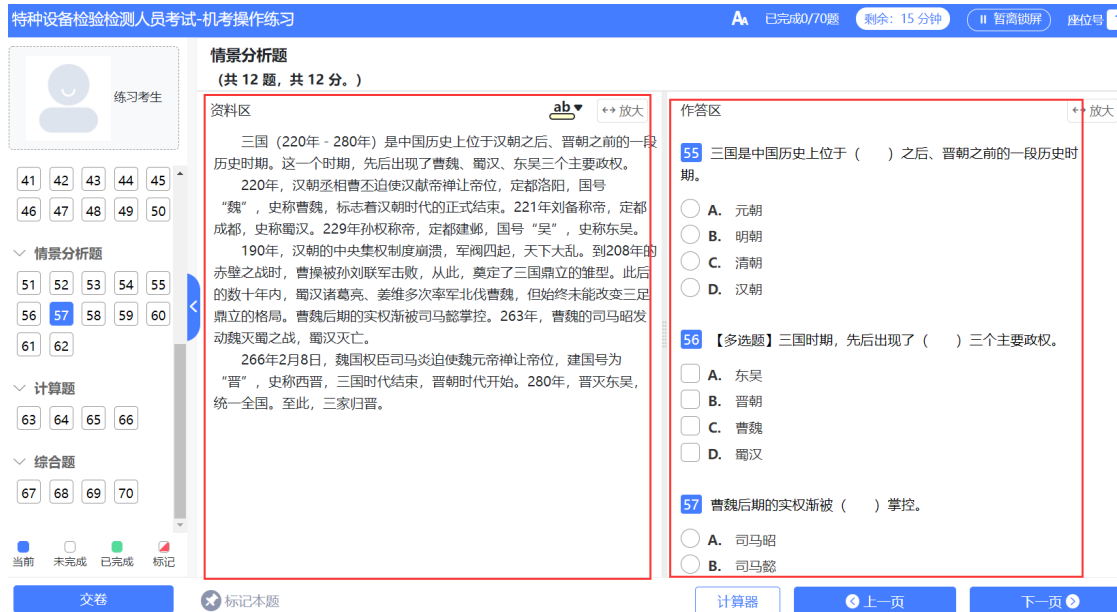 特种设备检验检测人员考试-机考操作练习
AA 已完成0/70题 剩余：15 分钟 II 暂离锁屏 座位号
练习考生
41 42 43 44 45
46 47 48 49 50
情景分析题
51 52 53 54 55
56 57 58 59 60
61 62
计算题
63 64 65 66
综合题
67 68 69 70
当前 未完成 已完成 标记
交卷
情景分析题
（共 12 题，共 12 分。）
资料区 ab 放大
三国（220年 - 280年）是中国历史上位于汉朝之后、晋朝之前的一段
历史时期。这一个时期，先后出现了曹魏、蜀汉、东吴三个主要政权。
220年，汉朝丞相曹丕迫使汉献帝禅让帝位，定都洛阳，国号
“魏”，史称曹魏，标志着汉朝时代的正式结束。221年刘备称帝，定都
成都，史称蜀汉。229年孙权称帝，定都建邺，国号“吴”，史称东吴。
190年，汉朝的中央集权制度崩溃，军阀四起，天下大乱。到208年的
赤壁之战时，曹操被孙刘联军击败，从此，奠定了三国鼎立的雏型。此后
的数十年内，蜀汉诸葛亮、姜维多次率军北伐曹魏，但始终未能改变三足
鼎立的格局。曹魏后期的实权渐被司马懿掌控。263年，曹魏的司马昭发
动魏灭蜀之战，蜀汉灭亡。
266年2月8日，魏国权臣司马炎迫使魏元帝禅让帝位，建国号为
“晋”，史称西晋，三国时代结束，晋朝时代开始。280年，晋灭东吴，
统一全国。至此，三家归晋。
作答区 放大
55 三国是中国历史上位于（　　）之后、晋朝之前的一段历史时
期。
A. 元朝
B. 明朝
C. 清朝
D. 汉朝
56 【多选题】三国时期，先后出现了（　　）三个主要政权。
A. 东吴
B. 晋朝
C. 曹魏
D. 蜀汉
57 曹魏后期的实权渐被（　　）掌控。
A. 司马昭
B. 司马懿
标记本题 计算器 上一页 下一页